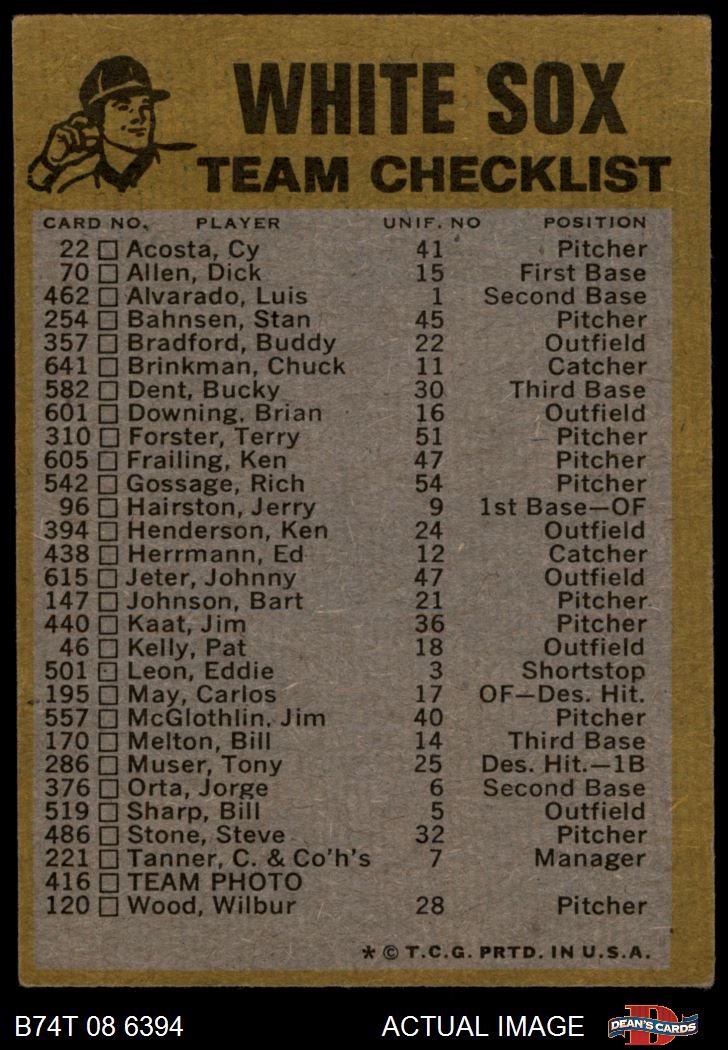 WHITE SOX
TEAM CHECKLIST
CARD NO. PLAYER UNIF. NO POSITION
22 Acosta, Cy 41 Pitcher
70 Allen, Dick 15 First Base
462 Alvarado, Luis 1 Second Base
254 Bahnsen, Stan 45 Pitcher
357 Bradford, Buddy 22 Outfield
641 Brinkman, Chuck 11 Catcher
582 Dent, Bucky 30 Third Base
601 Downing, Brian 16 Outfield
310 Forster, Terry 51 Pitcher
605 Frailing, Ken 47 Pitcher
542 Gossage, Rich 54 Pitcher
96 Hairston, Jerry 9 1st Base—OF
394 Henderson, Ken 24 Outfield
438 Herrmann, Ed 12 Catcher
615 Jeter, Johnny 47 Outfield
147 Johnson, Bart 21 Pitcher
440 Kaat, Jim 36 Pitcher
46 Kelly, Pat 18 Outfield
501 Leon, Eddie 3 Shortstop
195 May, Carlos 17 OF—Des. Hit.
557 McGlothlin, Jim 40 Pitcher
170 Melton, Bill 14 Third Base
286 Muser, Tony 25 Des. Hit.—1B
376 Orta, Jorge 6 Second Base
519 Sharp, Bill 5 Outfield
486 Stone, Steve 32 Pitcher
221 Tanner, C. & Co'h's 7 Manager
416 TEAM PHOTO
120 Wood, Wilbur 28 Pitcher
* © T.C.G. PRTD. IN U.S.A.
B74T 08 6394 ACTUAL IMAGE D DEAN'S CARDS